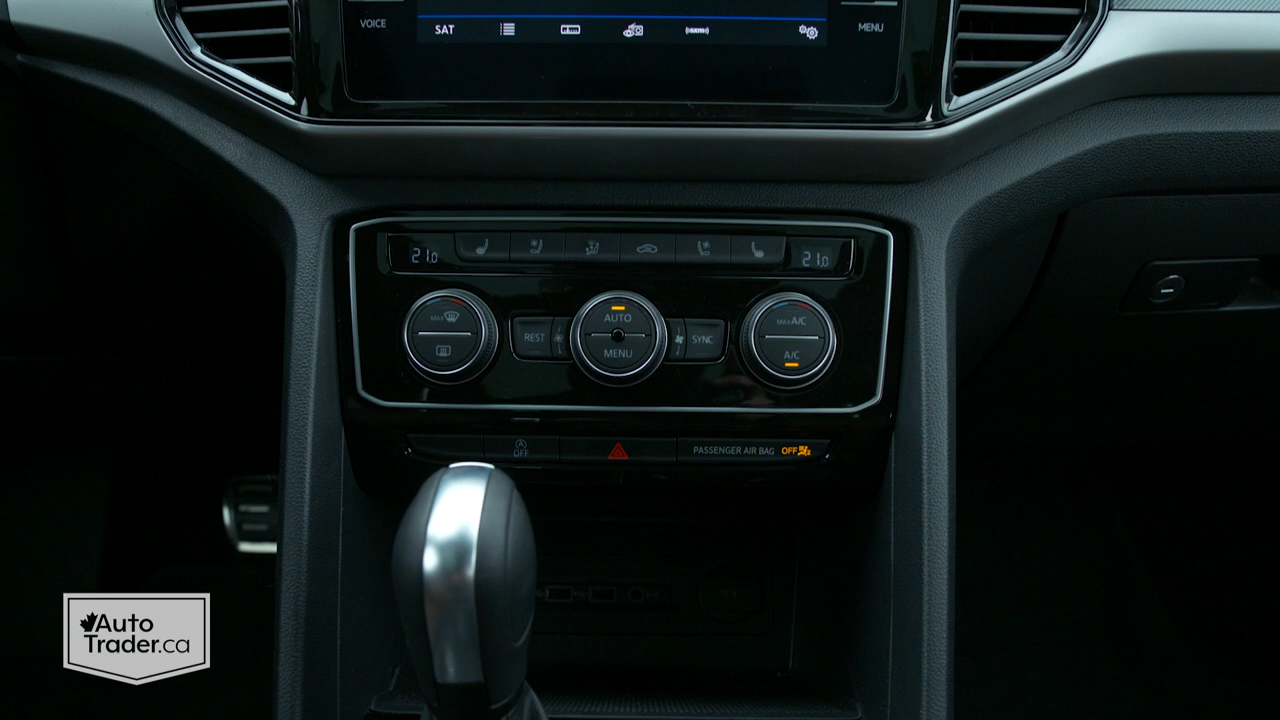 VOICE
SAT
MENU
21.0
21.0
MAX
AUTO
MAX A/C
REST
SYNC
MENU
A/C
A
OFF
PASSENGER AIR BAG OFF
Auto
Trader.ca